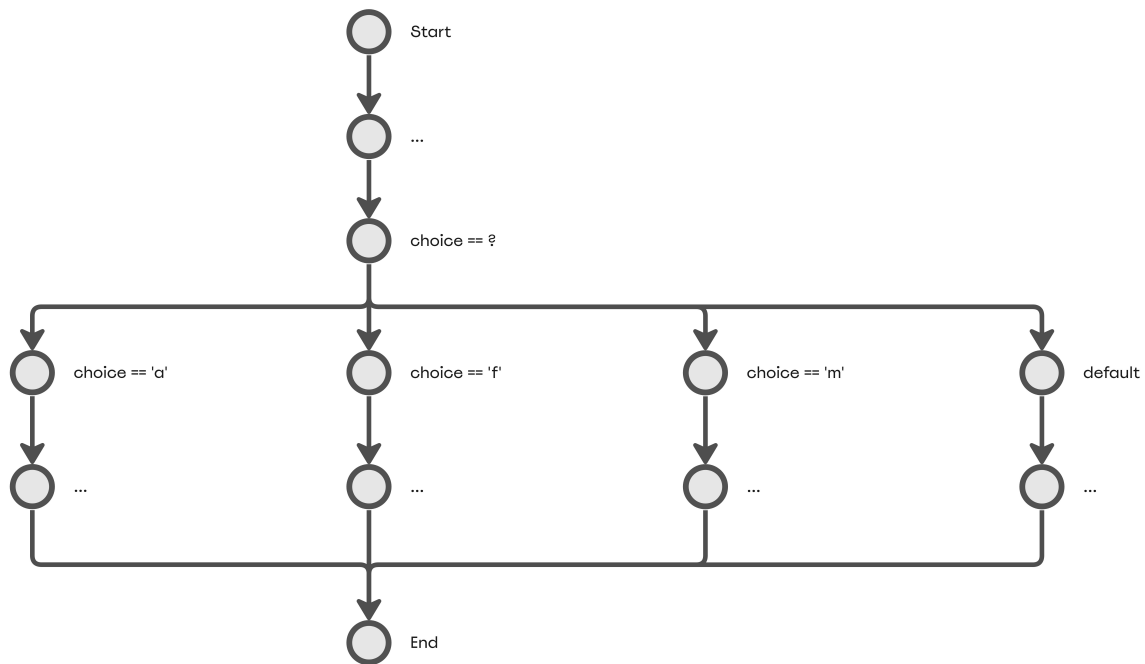 Start
...
choice == ?
choice == 'a'
choice == 'f'
choice == 'm'
default
...
...
...
...
End